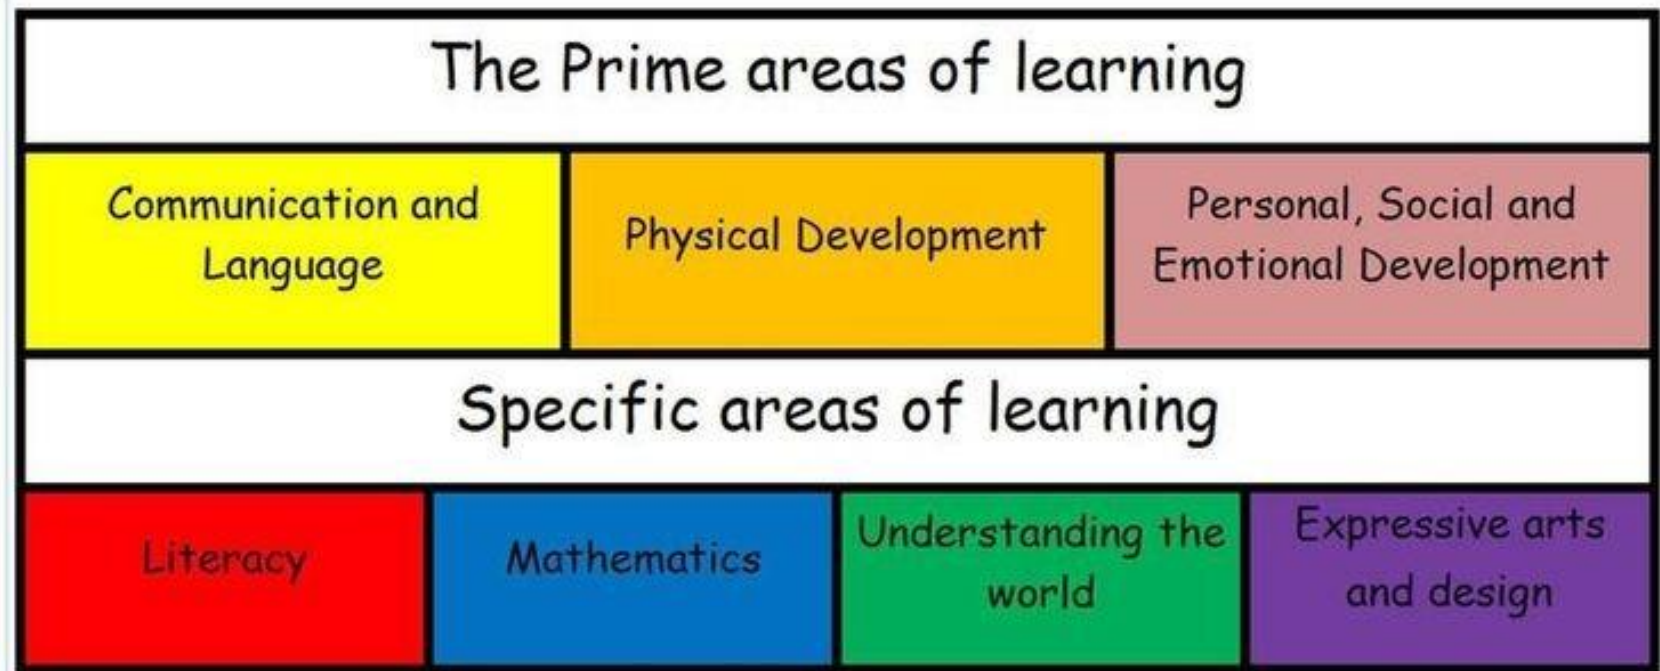 The Prime areas of learning
Communication and
Language
Physical Development
Personal, Social and
Emotional Development
Specific areas of learning
Literacy
Mathematics
Understanding the
world
Expressive arts
and design